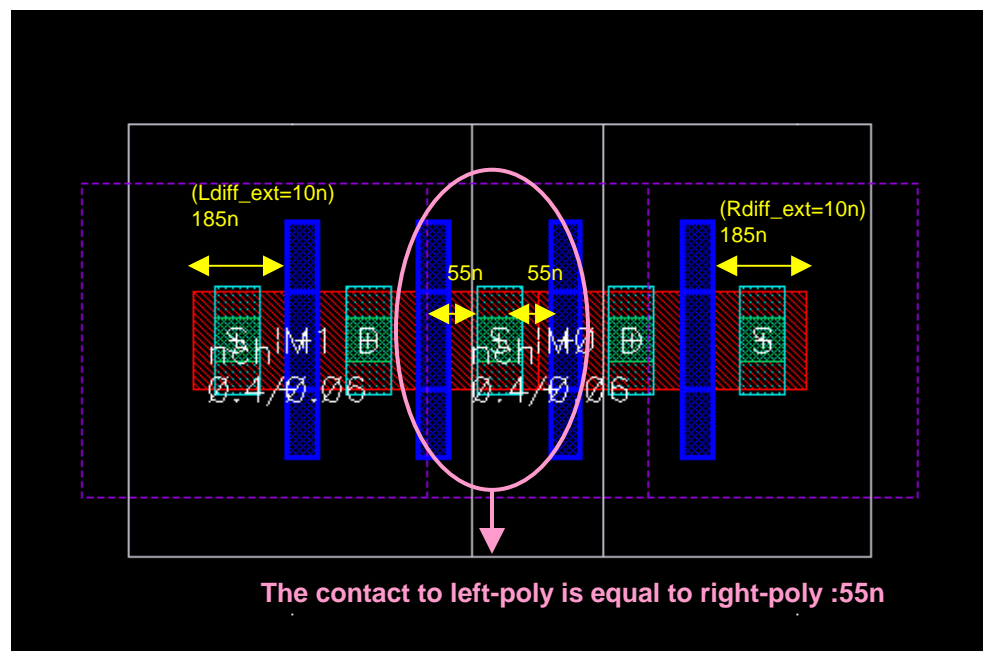 (Ldiff_ext=10n)
185n
(Rdiff_ext=10n)
185n
55n 55n
S M1 D S M0 D S
nch nch
0.4/0.06 0.4/0.06
The contact to left-poly is equal to right-poly :55n